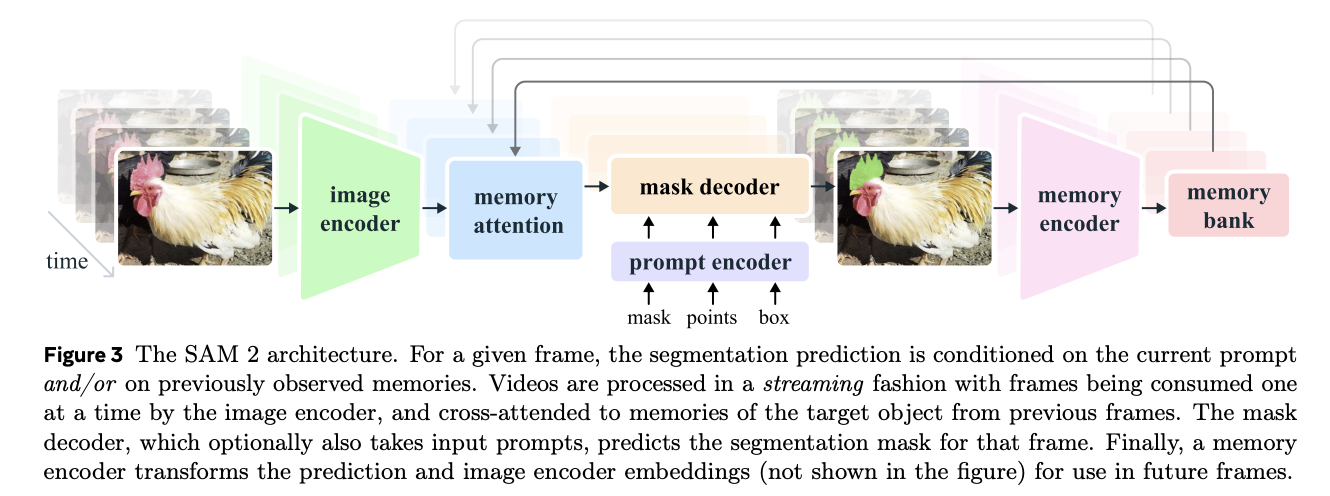 time
image
encoder
memory
attention
mask decoder
prompt encoder
mask points box
memory
encoder
memory
bank
Figure 3 The SAM 2 architecture. For a given frame, the segmentation prediction is conditioned on the current prompt
and/or on previously observed memories. Videos are processed in a streaming fashion with frames being consumed one
at a time by the image encoder, and cross-attended to memories of the target object from previous frames. The mask
decoder, which optionally also takes input prompts, predicts the segmentation mask for that frame. Finally, a memory
encoder transforms the prediction and image encoder embeddings (not shown in the figure) for use in future frames.